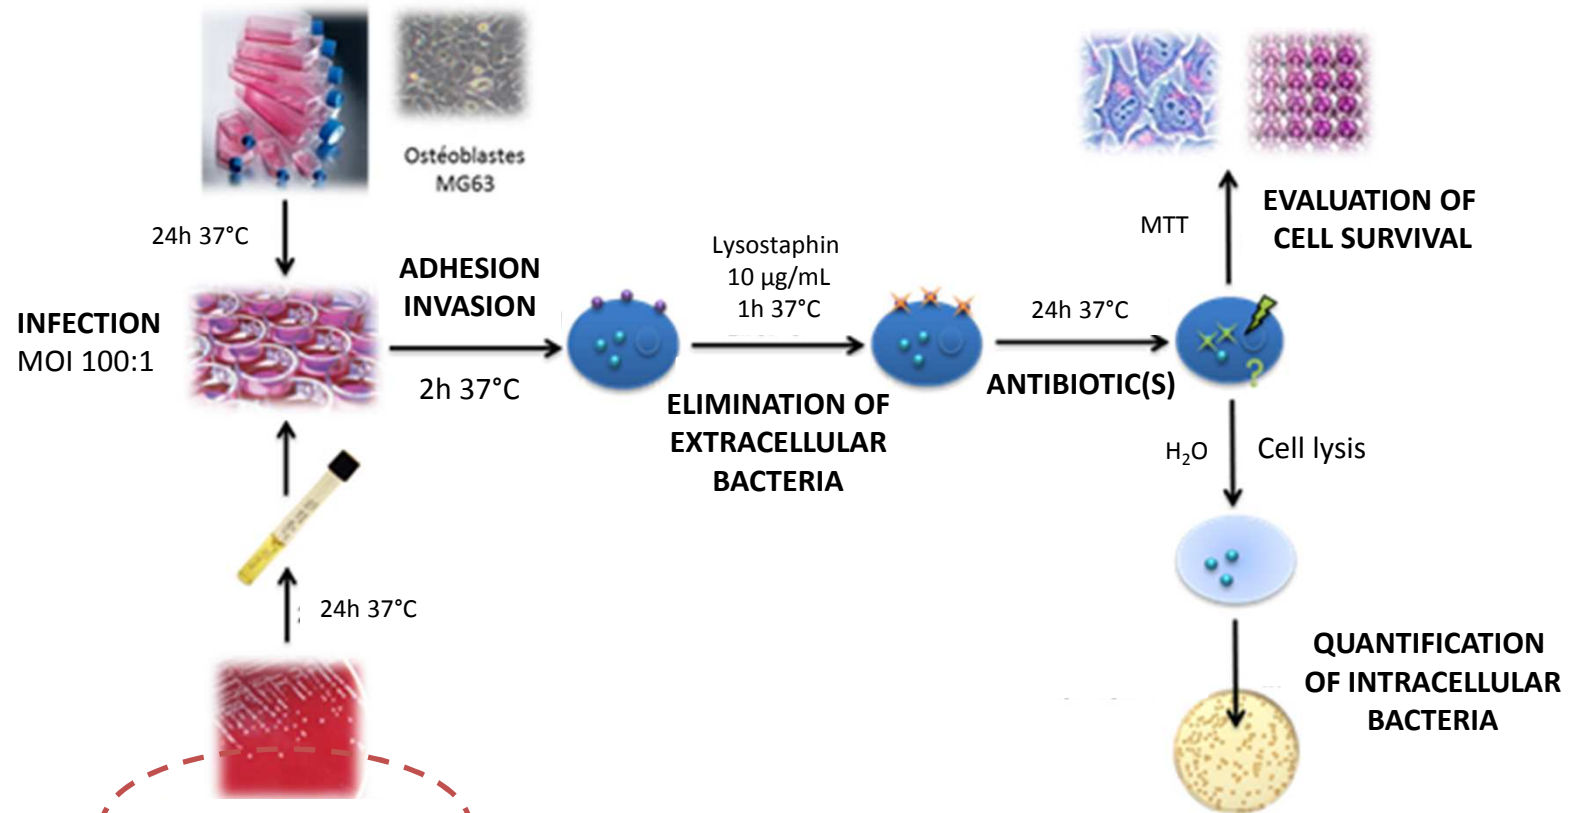 Ostéoblastes
MG63
24h 37°C
INFECTION
MOI 100:1
ADHESION
INVASION
2h 37°C
24h 37°C
Lysostaphin
10 µg/mL
1h 37°C
ELIMINATION OF
EXTRACELLULAR
BACTERIA
24h 37°C
ANTIBIOTIC(S)
MTT
EVALUATION OF
CELL SURVIVAL
?
H₂O
Cell lysis
QUANTIFICATION
OF INTRACELLULAR
BACTERIA